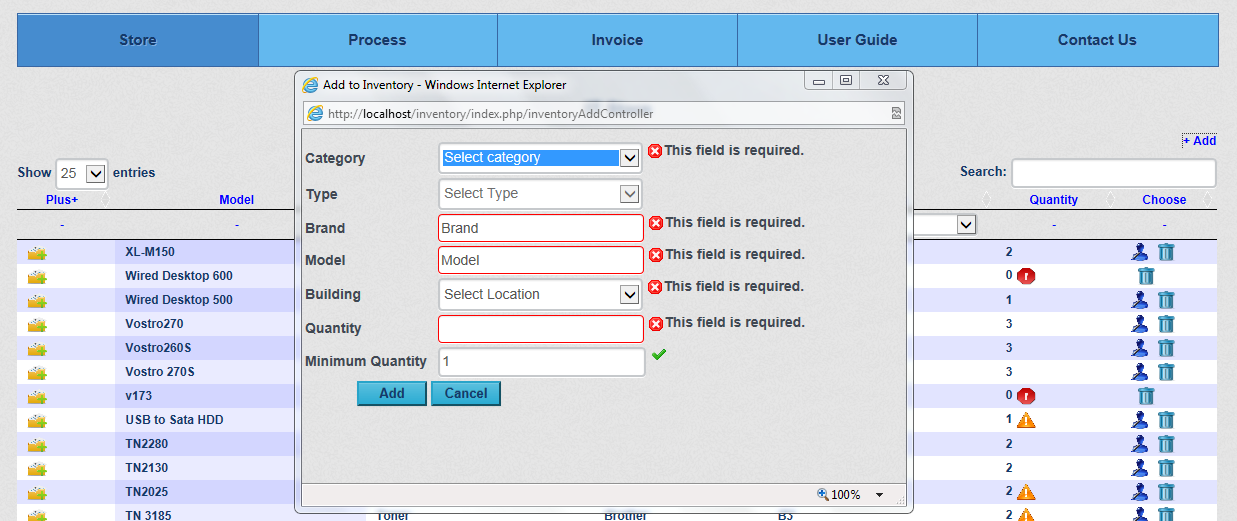 Store Process Invoice User Guide Contact Us
Add to Inventory - Windows Internet Explorer
http://localhost/inventory/index.php/inventoryAddController
+ Add
Show 25 entries
Search:
Plus+ Model Quantity Choose
- - - -
Category Select category This field is required.
Type Select Type
Brand Brand This field is required.
Model Model This field is required.
Building Select Location This field is required.
Quantity This field is required.
Minimum Quantity 1
Add Cancel
100%
XL-M150 2
Wired Desktop 600 0 r
Wired Desktop 500 1
Vostro270 3
Vostro260S 3
Vostro 270S 3
v173 0 r
USB to Sata HDD 1
TN2280 2
TN2130 2
TN2025 2
TN 3185 Toner Brother B3 2